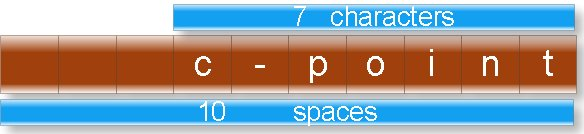 7 characters
c - p o i n t
10 spaces